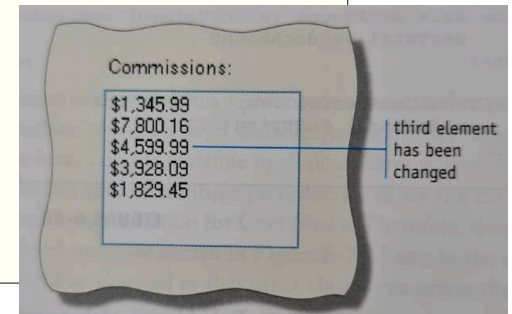 Commissions:
$1,345.99
$7,800.16
$4,599.99
$3,928.09
$1,829.45
third element
has been
changed